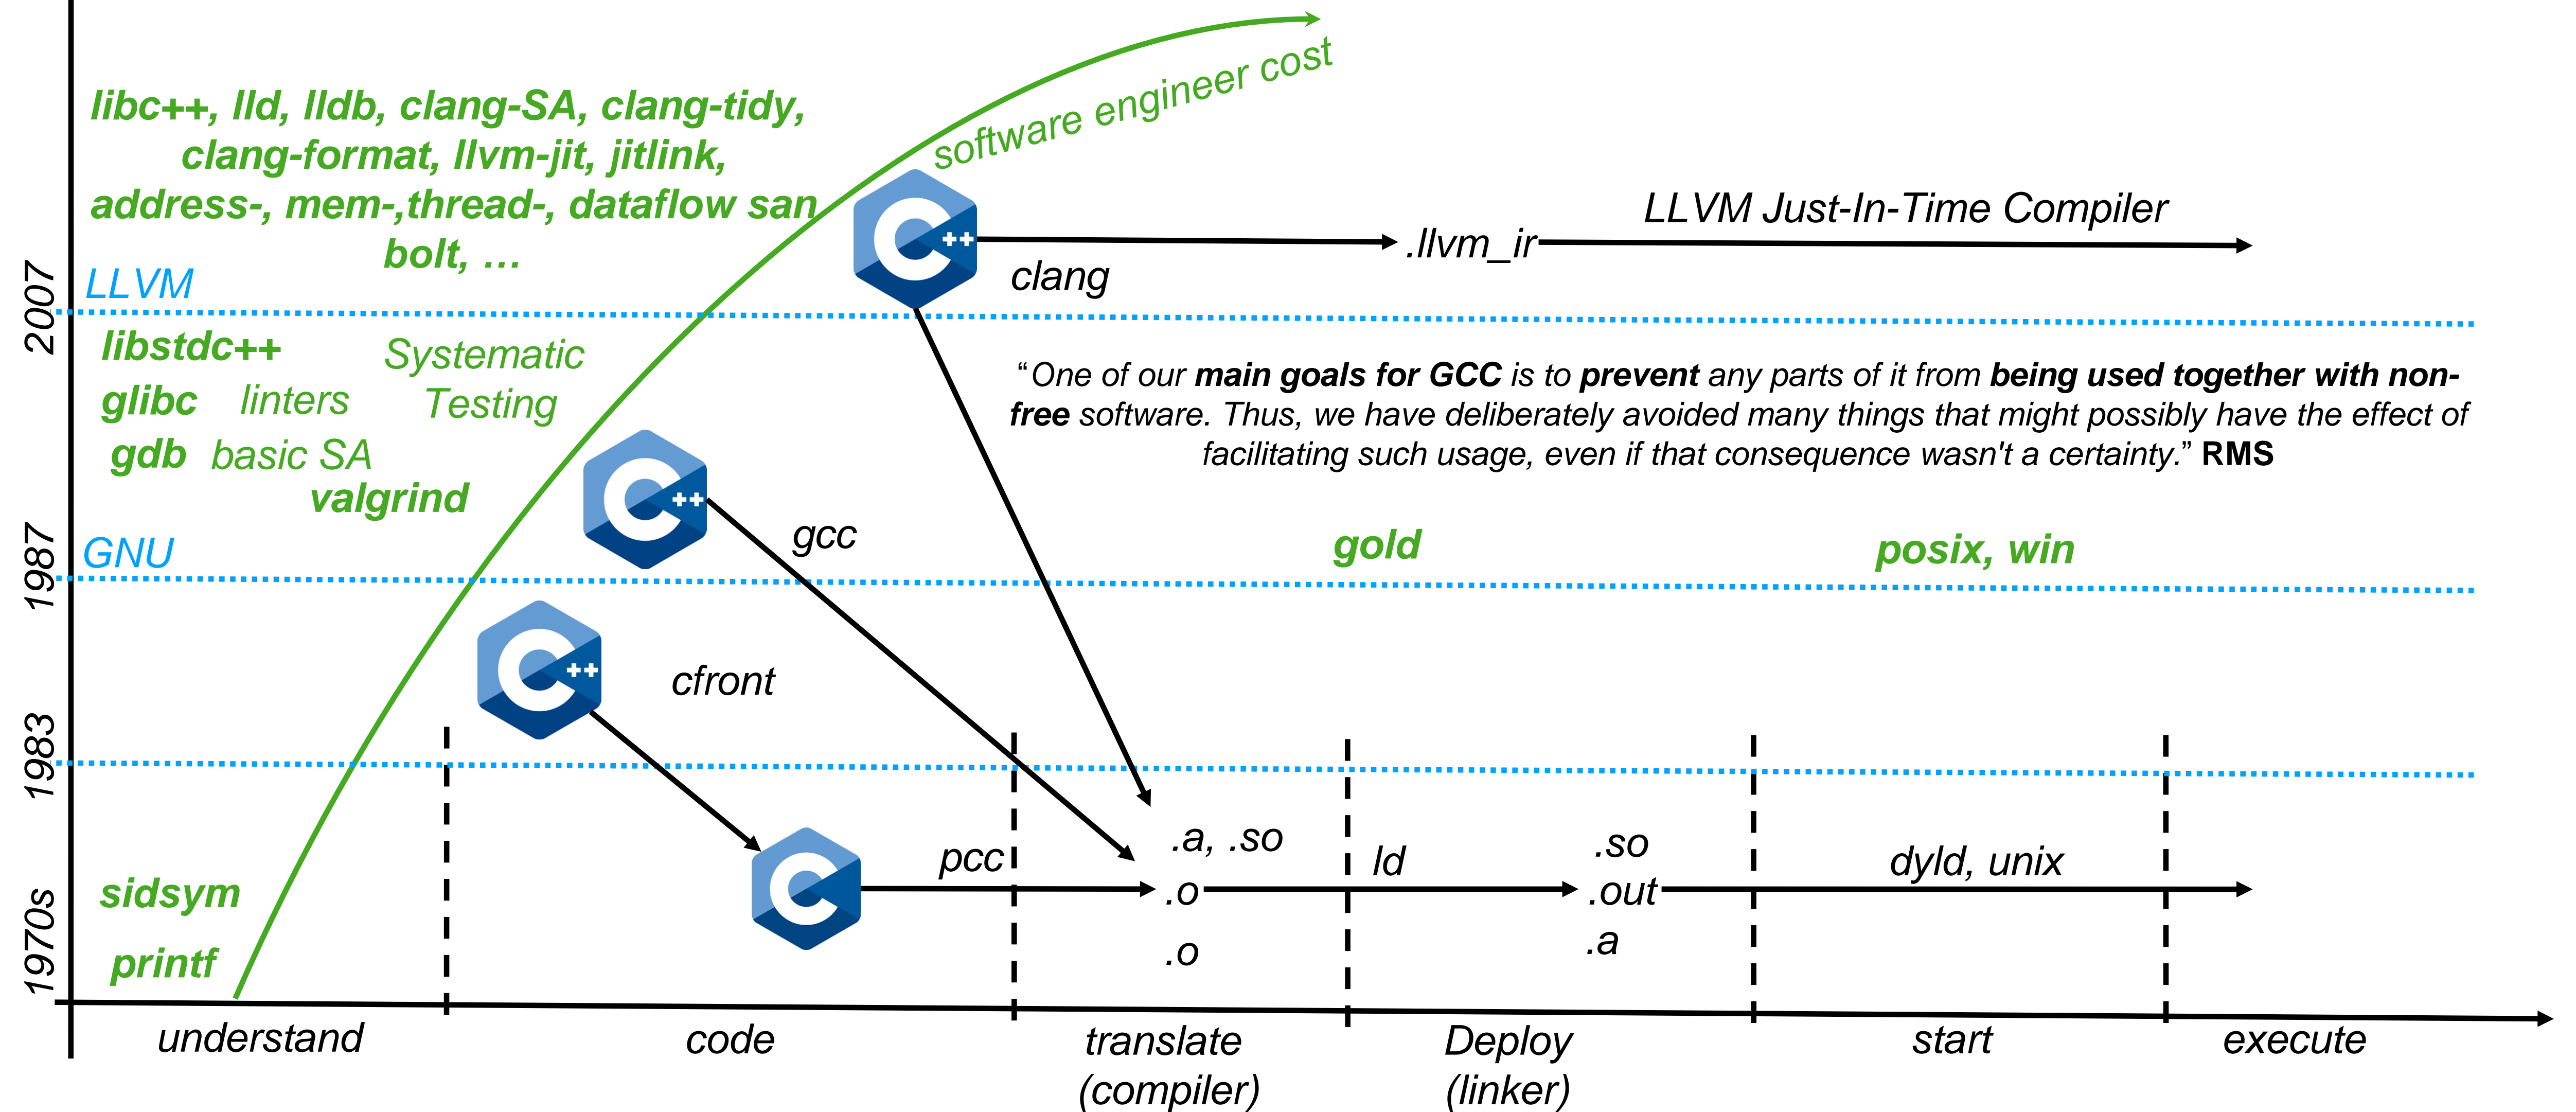 software engineer cost
libc++, lld, lldb, clang-SA, clang-tidy,
clang-format, llvm-jit, jitlink,
address-, mem-,thread-, dataflow san
bolt, …
++
clang
.llvm_ir
LLVM Just-In-Time Compiler
LLVM
2007
libstdc++
glibc
linters
Systematic
Testing
gdb
basic SA
valgrind
“One of our main goals for GCC is to prevent any parts of it from being used together with non-
free software. Thus, we have deliberately avoided many things that might possibly have the effect of
facilitating such usage, even if that consequence wasn't a certainty.” RMS
++
gcc
gold
posix, win
GNU
1987
++
cfront
1983
sidsym
printf
1970s
pcc
.a, .so
.o
.o
ld
.so
.out
.a
dyld, unix
understand
code
translate
(compiler)
Deploy
(linker)
start
execute